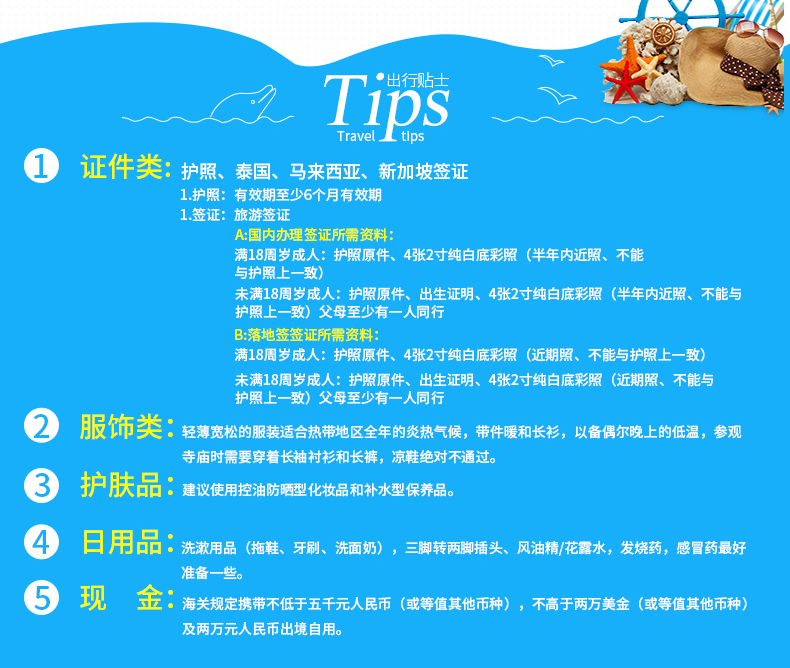 出行贴士
Tips
Travel tips
1 证件类: 护照、泰国、马来西亚、新加坡签证
1.护照：有效期至少6个月有效期
1.签证：旅游签证
A:国内办理签证所需资料：
满18周岁成人：护照原件、4张2寸纯白底彩照（半年内近照、不能
与护照上一致）
未满18周岁成人：护照原件、出生证明、4张2寸纯白底彩照（半年内近照、不能与
护照上一致）父母至少有一人同行
B:落地签签证所需资料：
满18周岁成人：护照原件、4张2寸纯白底彩照（近期照、不能与护照上一致）
未满18周岁成人：护照原件、出生证明、4张2寸纯白底彩照（近期照、不能与
护照上一致）父母至少有一人同行
2 服饰类：轻薄宽松的服装适合热带地区全年的炎热气候，带件暖和长衫，以备偶尔晚上的低温，参观
寺庙时需要穿着长袖衬衫和长裤，凉鞋绝对不通过。
3 护肤品：建议使用控油防晒型化妆品和补水型保养品。
4 日用品：洗漱用品（拖鞋、牙刷、洗面奶），三脚转两脚插头、风油精/花露水，发烧药，感冒药最好
准备一些。
5 现 金：海关规定携带不低于五千元人民币（或等值其他币种），不高于两万美金（或等值其他币种）
及两万元人民币出境自用。